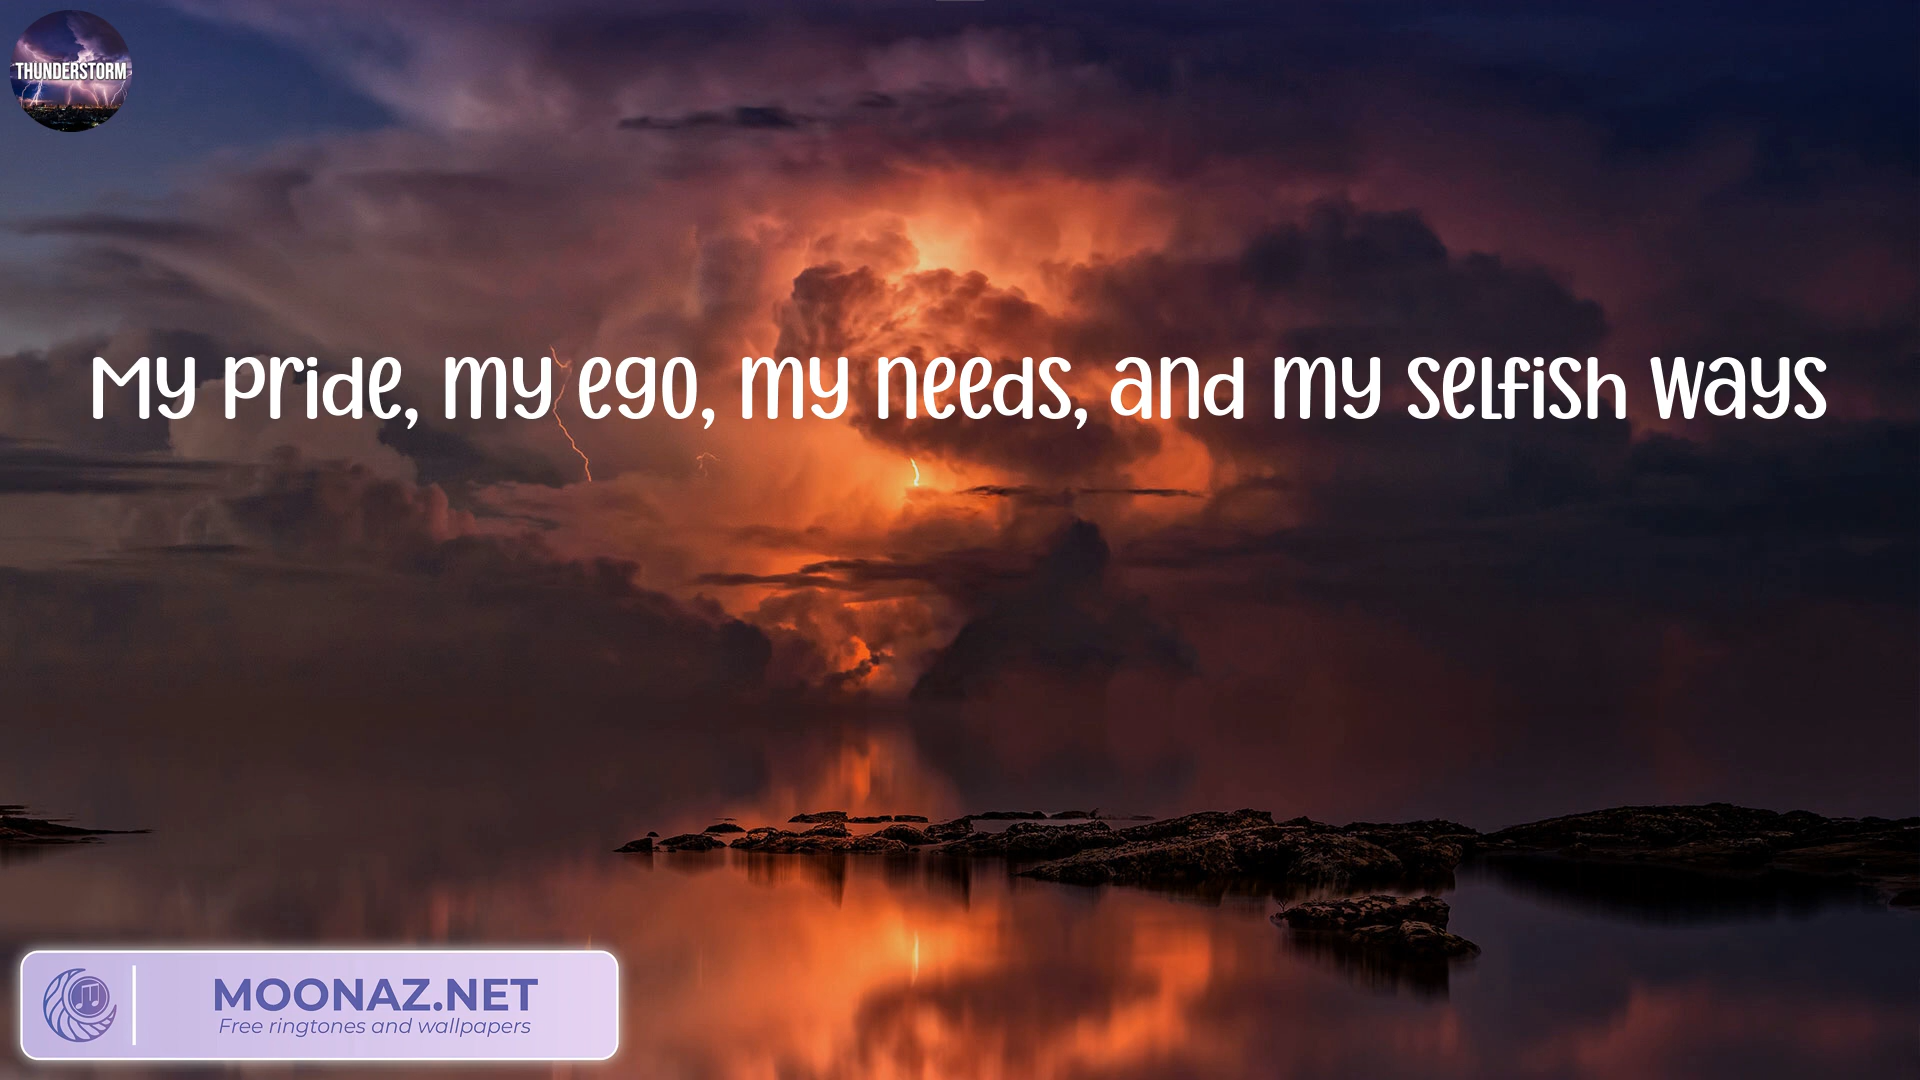 THUNDERSTORM
My pride, my ego, my needs, and my selfish ways
MOONAZ.NET
Free ringtones and wallpapers